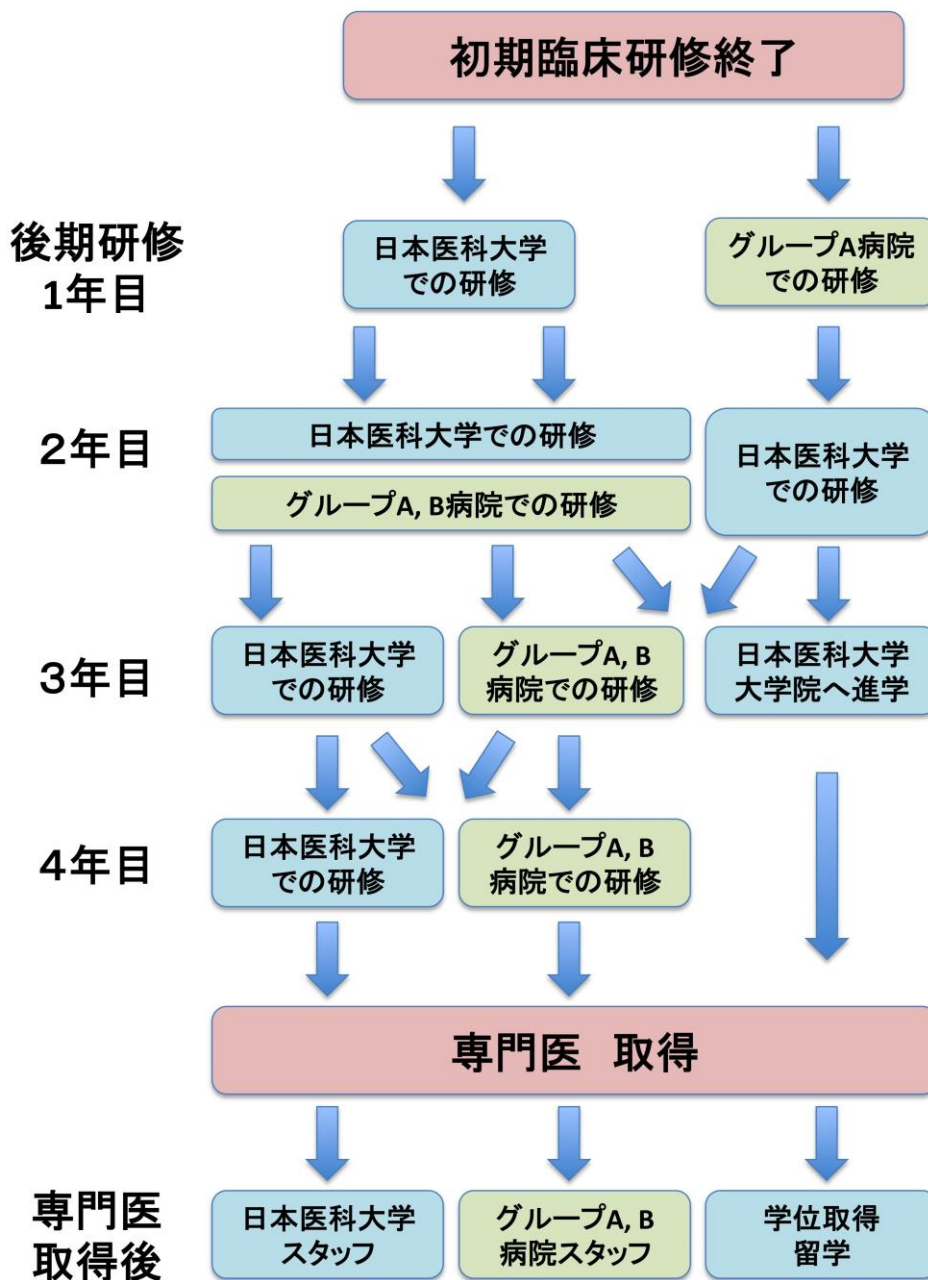 初期臨床研修終了
後期研修
1年目
日本医科大学
での研修
グループA病院
での研修
2年目
日本医科大学での研修
グループA, B病院での研修
日本医科大学
での研修
3年目
日本医科大学
での研修
グループA, B
病院での研修
日本医科大学
大学院へ進学
4年目
日本医科大学
での研修
グループA, B
病院での研修
専門医 取得
専門医
取得後
日本医科大学
スタッフ
グループA, B
病院スタッフ
学位取得
留学